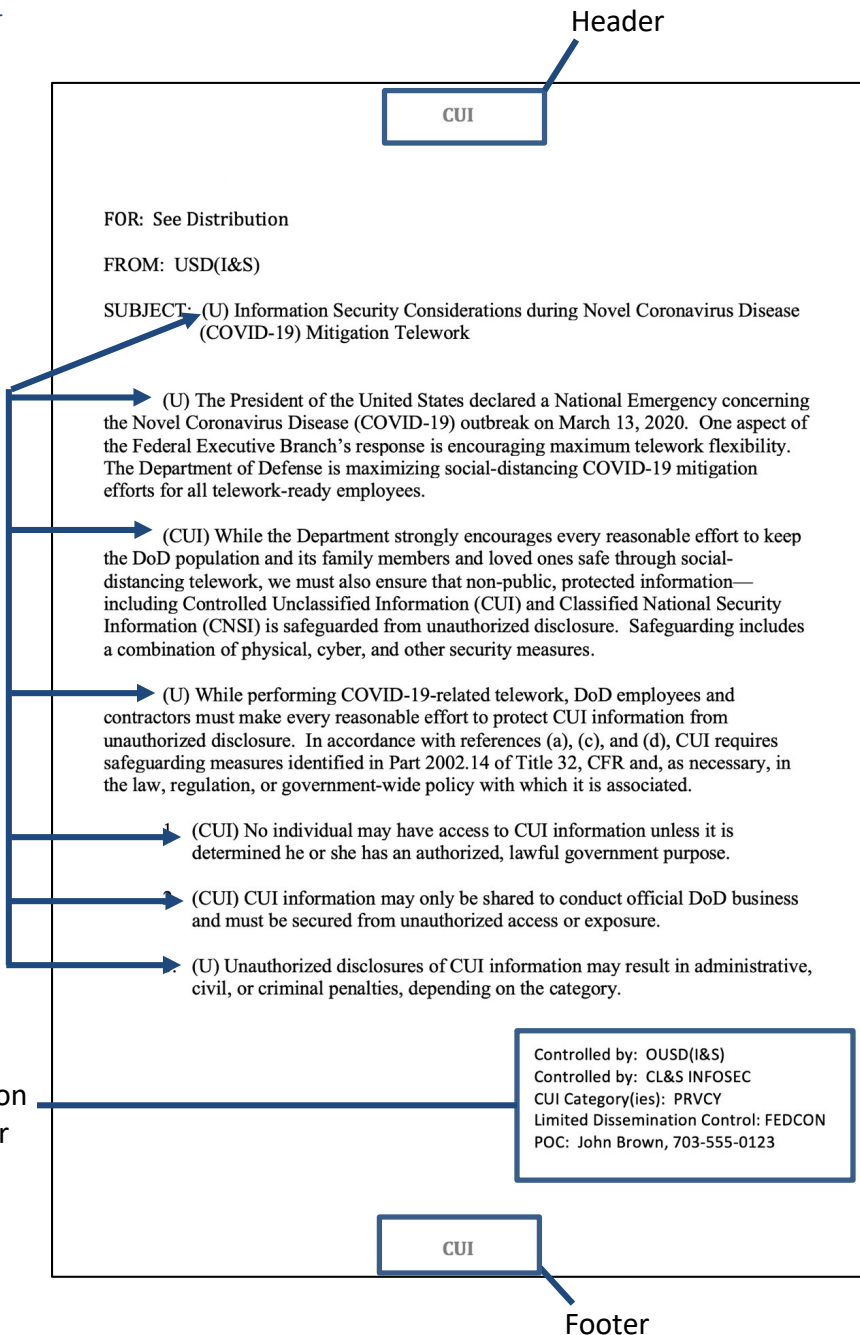 Header
CUI
FOR: See Distribution
FROM: USD(I&S)
SUBJECT: (U) Information Security Considerations during Novel Coronavirus Disease
(COVID-19) Mitigation Telework
(U) The President of the United States declared a National Emergency concerning
the Novel Coronavirus Disease (COVID-19) outbreak on March 13, 2020. One aspect of
the Federal Executive Branch's response is encouraging maximum telework flexibility.
The Department of Defense is maximizing social-distancing COVID-19 mitigation
efforts for all telework-ready employees.
(CUI) While the Department strongly encourages every reasonable effort to keep
the DoD population and its family members and loved ones safe through social-
distancing telework, we must also ensure that non-public, protected information—
including Controlled Unclassified Information (CUI) and Classified National Security
Information (CNSI) is safeguarded from unauthorized disclosure. Safeguarding includes
a combination of physical, cyber, and other security measures.
(U) While performing COVID-19-related telework, DoD employees and
contractors must make every reasonable effort to protect CUI information from
unauthorized disclosure. In accordance with references (a), (c), and (d), CUI requires
safeguarding measures identified in Part 2002.14 of Title 32, CFR and, as necessary, in
the law, regulation, or government-wide policy with which it is associated.
(CUI) No individual may have access to CUI information unless it is
determined he or she has an authorized, lawful government purpose.
(CUI) CUI information may only be shared to conduct official DoD business
and must be secured from unauthorized access or exposure.
(U) Unauthorized disclosures of CUI information may result in administrative,
civil, or criminal penalties, depending on the category.
Controlled by: OUSD(I&S)
Controlled by: CL&S INFOSEC
CUI Category(ies): PRVCY
Limited Dissemination Control: FEDCON
POC: John Brown, 703-555-0123
CUI
Footer